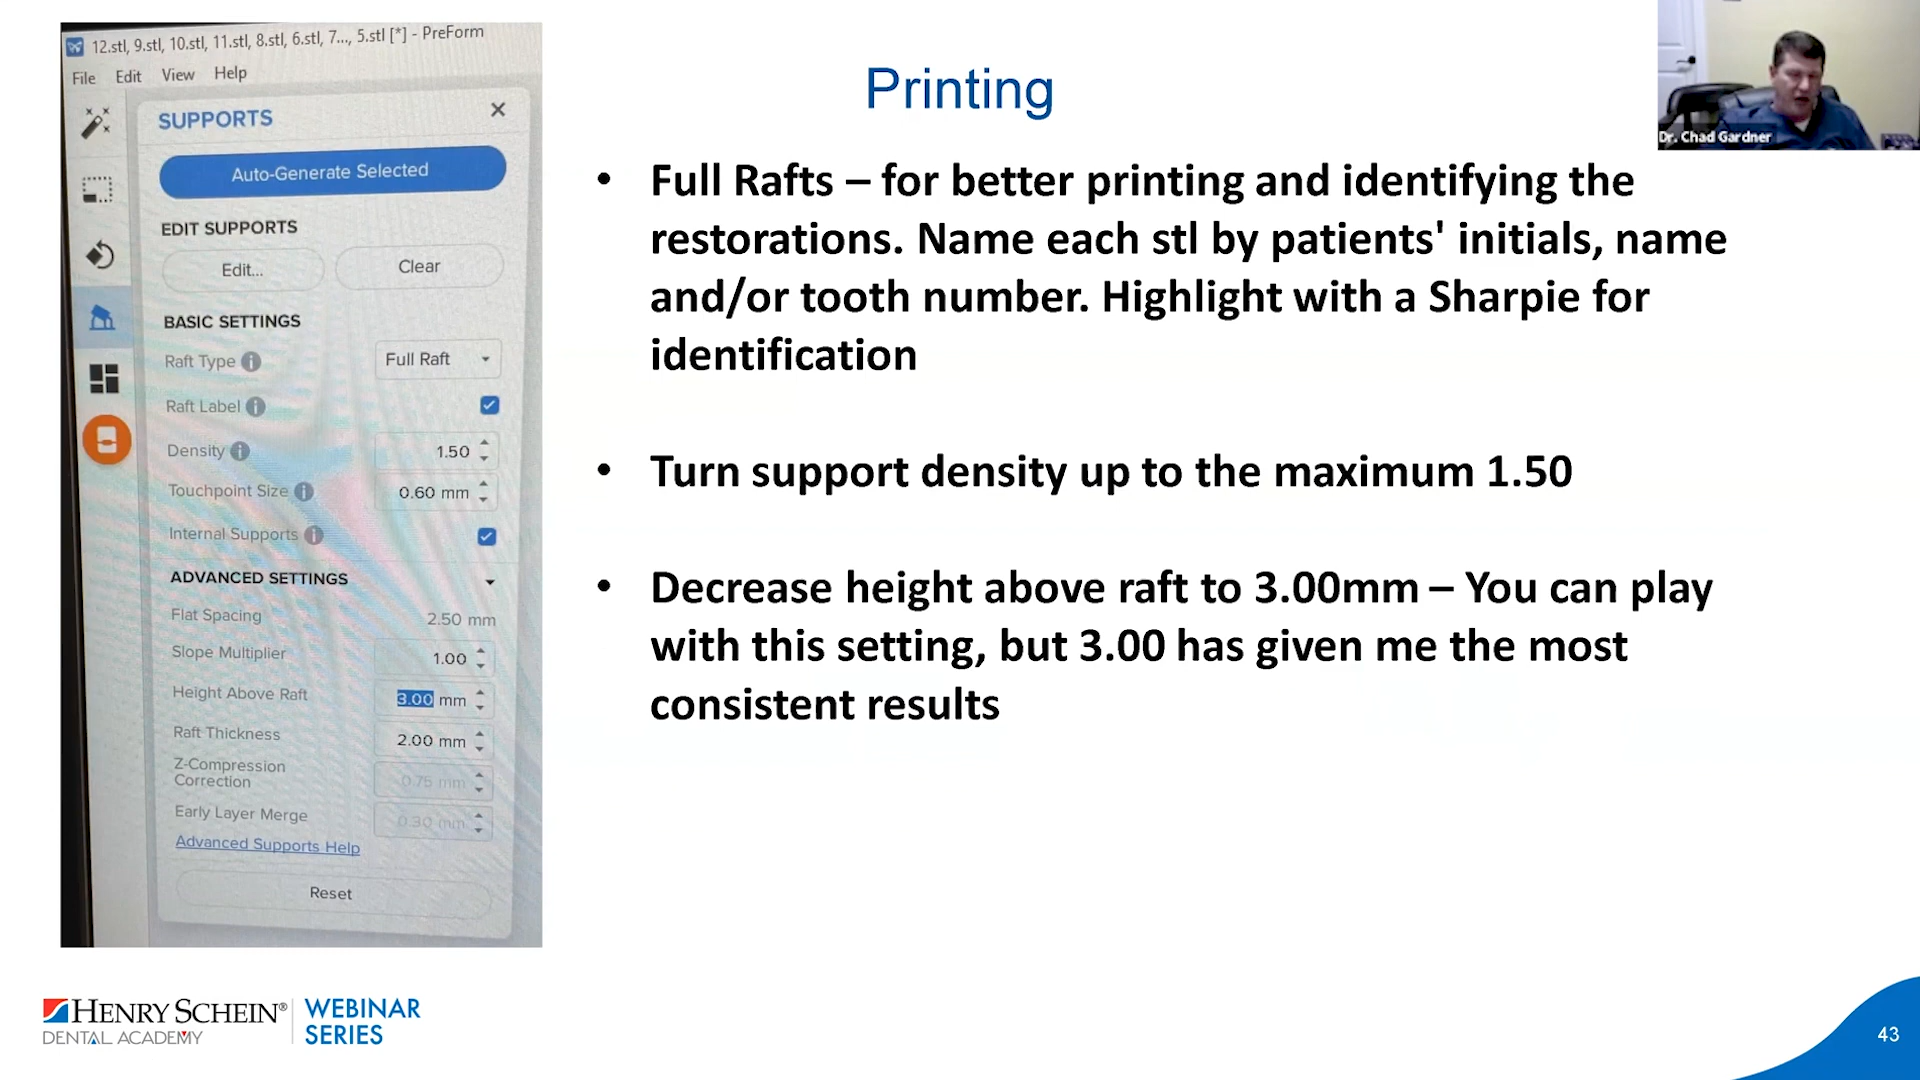 12.stl, 9.stl, 10.stl, 11.stl, 8.stl, 6.stl, 7..., 5.stl [*] - PreForm
File Edit View Help
SUPPORTS
Auto-Generate Selected
EDIT SUPPORTS
Edit... Clear
BASIC SETTINGS
Raft Type Full Raft
Raft Label
Density 1.50
Touchpoint Size 0.60 mm
Internal Supports
ADVANCED SETTINGS
Flat Spacing 2.50 mm
Slope Multiplier 1.00
Height Above Raft 3.00 mm
Raft Thickness 2.00 mm
Z-Compression
Correction 0.75 mm
Early Layer Merge 0.30 mm
Advanced Supports Help
Reset
Printing
• Full Rafts – for better printing and identifying the
restorations. Name each stl by patients' initials, name
and/or tooth number. Highlight with a Sharpie for
identification
• Turn support density up to the maximum 1.50
• Decrease height above raft to 3.00mm – You can play
with this setting, but 3.00 has given me the most
consistent results
Dr. Chad Gardner
HENRY SCHEIN®
DENTAL ACADEMY
WEBINAR
SERIES
43